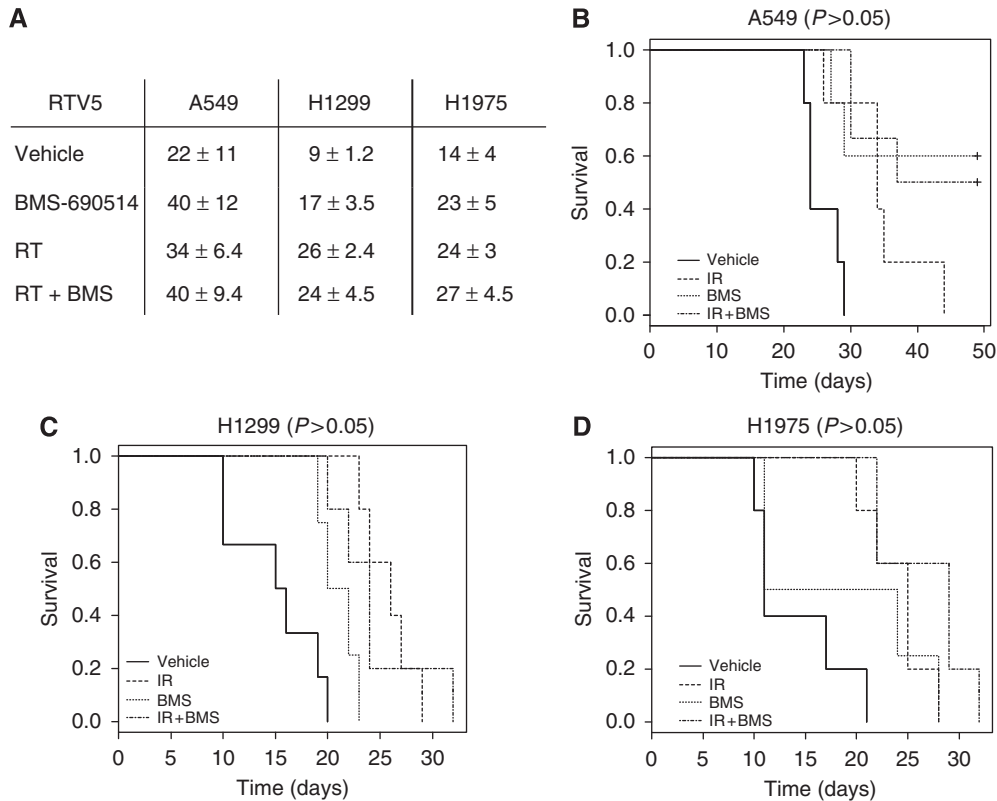 A
RTV5 A549 H1299 H1975
Vehicle 22 ± 11 9 ± 1.2 14 ± 4
BMS-690514 40 ± 12 17 ± 3.5 23 ± 5
RT 34 ± 6.4 26 ± 2.4 24 ± 3
RT + BMS 40 ± 9.4 24 ± 4.5 27 ± 4.5
B
A549 (P>0.05)
1.0
0.8
0.6
0.4
0.2
0.0
Survival
Vehicle
IR
BMS
IR+BMS
0 10 20 30 40 50
Time (days)
C
H1299 (P>0.05)
1.0
0.8
0.6
0.4
0.2
0.0
Survival
Vehicle
IR
BMS
IR+BMS
0 5 10 15 20 25 30
Time (days)
D
H1975 (P>0.05)
1.0
0.8
0.6
0.4
0.2
0.0
Survival
Vehicle
IR
BMS
IR+BMS
0 5 10 15 20 25 30
Time (days)